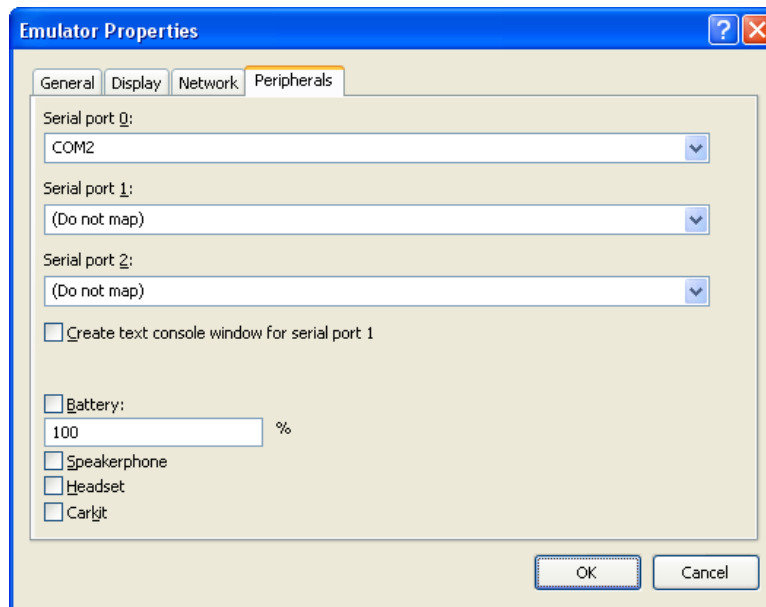 Emulator Properties
General Display Network Peripherals
Serial port 0:
COM2
Serial port 1:
(Do not map)
Serial port 2:
(Do not map)
Create text console window for serial port 1
Battery:
100 %
Speakerphone
Headset
Carkit
OK Cancel